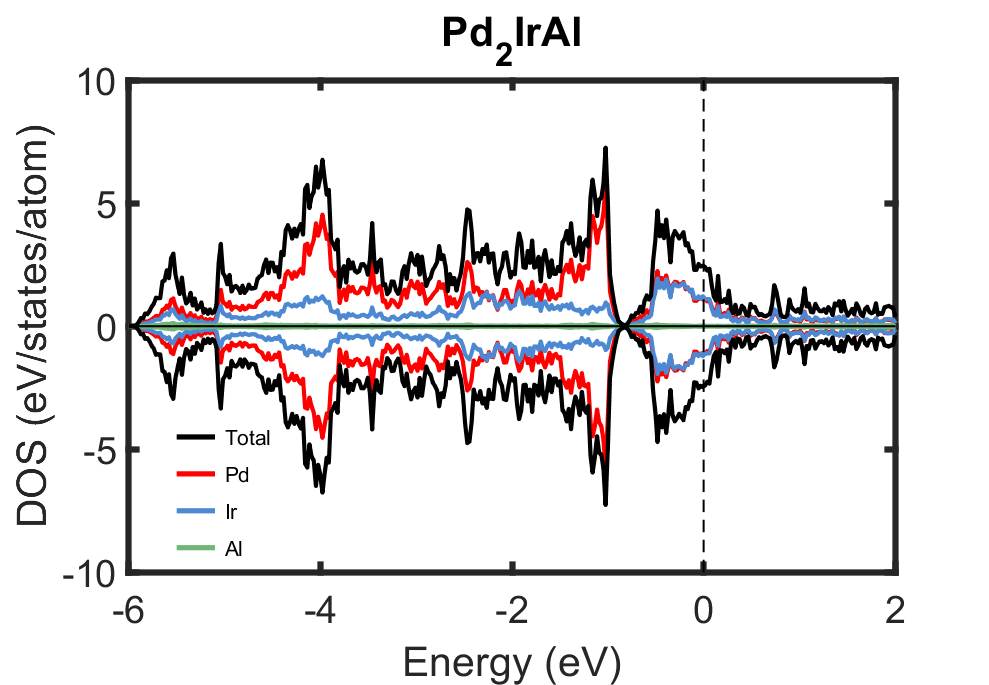 Pd2IrAl
DOS (eV/states/atom)
10
5
0
-5
-10
Total
Pd
Ir
Al
-6 -4 -2 0 2
Energy (eV)